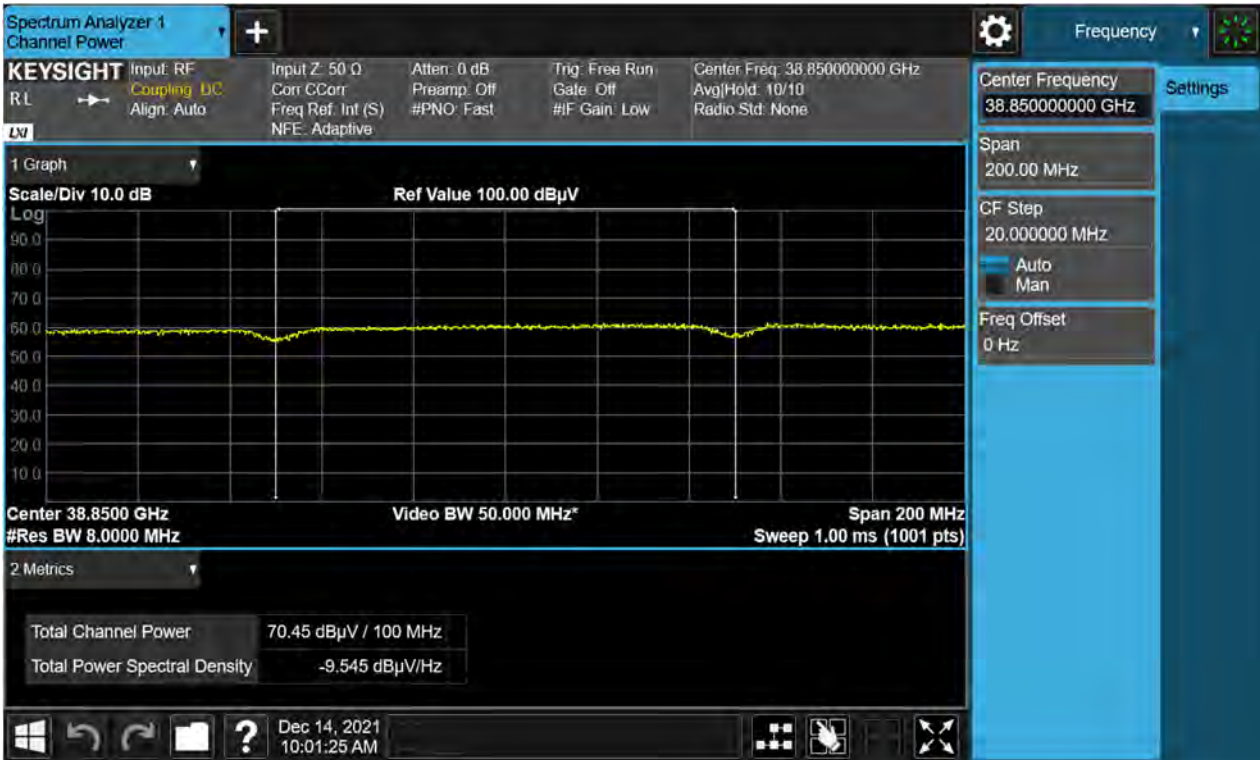 Spectrum Analyzer 1
Channel Power
Frequency
KEYSIGHT
R L
LXI
Input: RF
Coupling: DC
Align: Auto
Input Z: 50 Ω
Corr CCorr
Freq Ref: Int (S)
NFE: Adaptive
Atten: 0 dB
Preamp: Off
#PNO: Fast
Trig: Free Run
Gate: Off
#IF Gain: Low
Center Freq: 38.850000000 GHz
Avg|Hold: 10/10
Radio Std: None
Center Frequency
38.850000000 GHz
Settings
Span
200.00 MHz
CF Step
20.000000 MHz
Auto
Man
Freq Offset
0 Hz
1 Graph
Scale/Div 10.0 dB
Ref Value 100.00 dBµV
Log
90.0
80.0
70.0
60.0
50.0
40.0
30.0
20.0
10.0
Center 38.8500 GHz
Video BW 50.000 MHz*
Span 200 MHz
#Res BW 8.0000 MHz
Sweep 1.00 ms (1001 pts)
2 Metrics
Total Channel Power
70.45 dBµV / 100 MHz
Total Power Spectral Density
-9.545 dBµV/Hz
?
Dec 14, 2021
10:01:25 AM